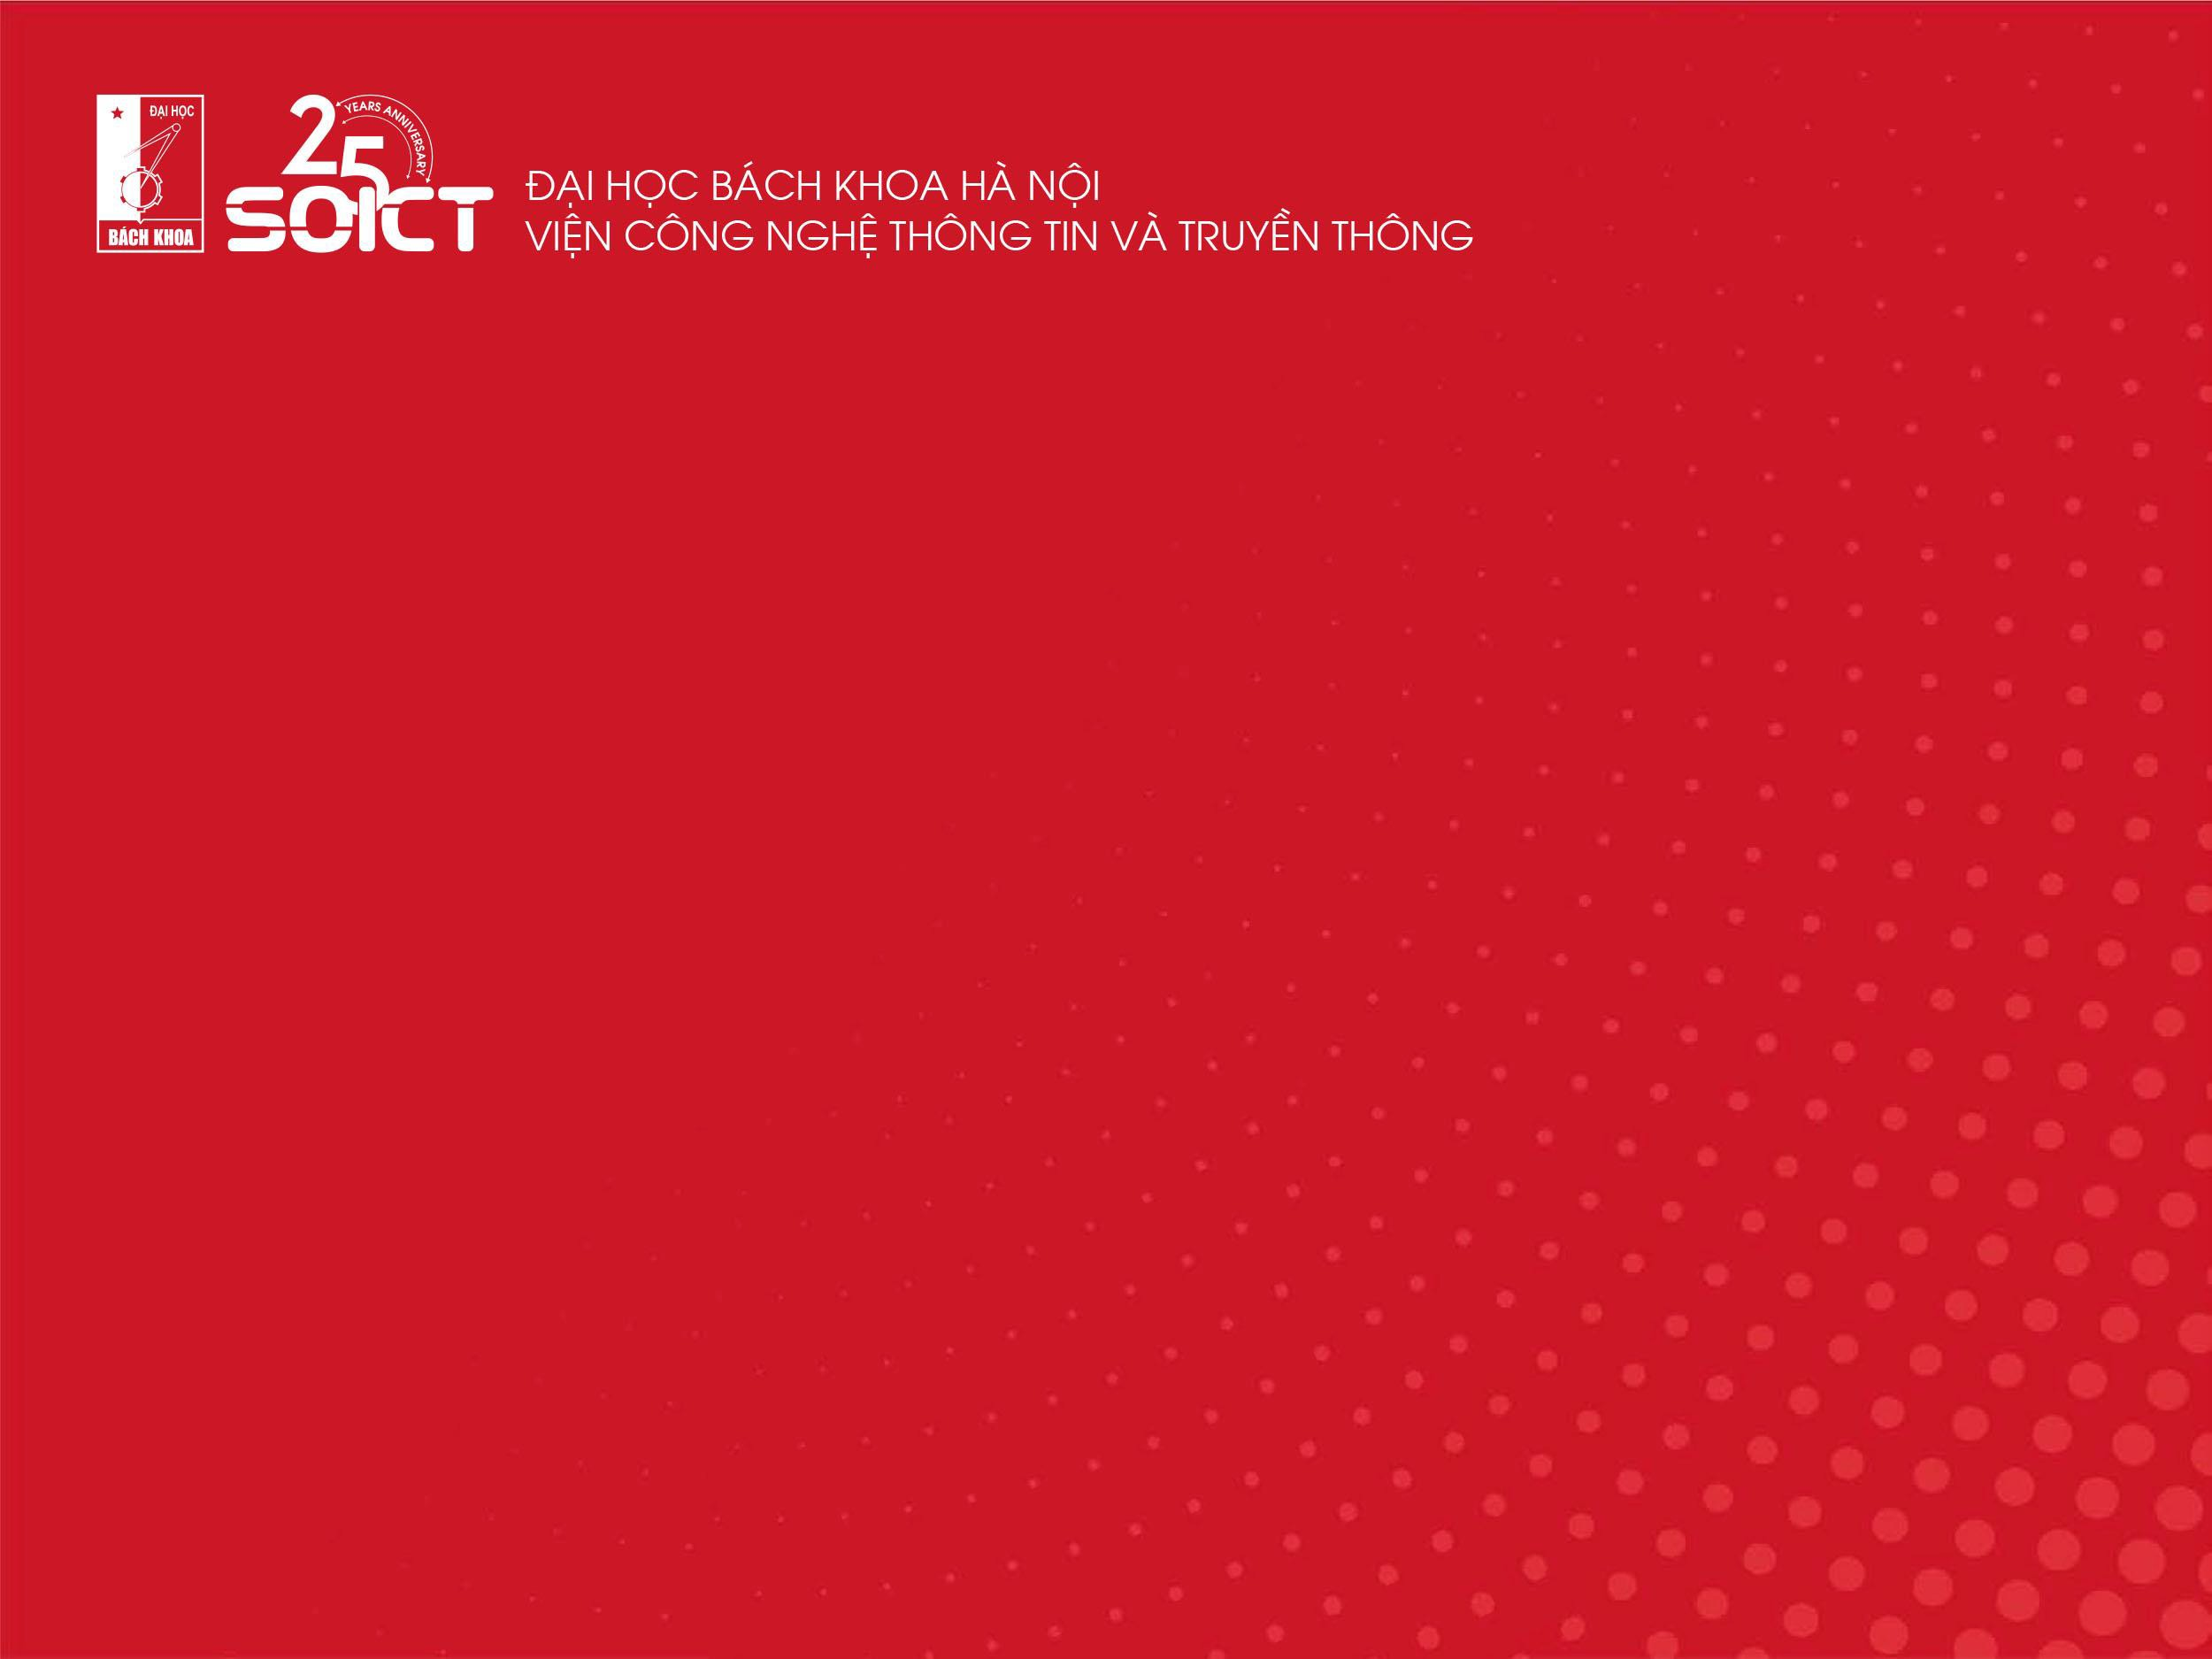 ĐẠI HỌC
BÁCH KHOA
25
YEARS ANNIVERSARY
SOICT
ĐẠI HỌC BÁCH KHOA HÀ NỘI
VIỆN CÔNG NGHỆ THÔNG TIN VÀ TRUYỀN THÔNG